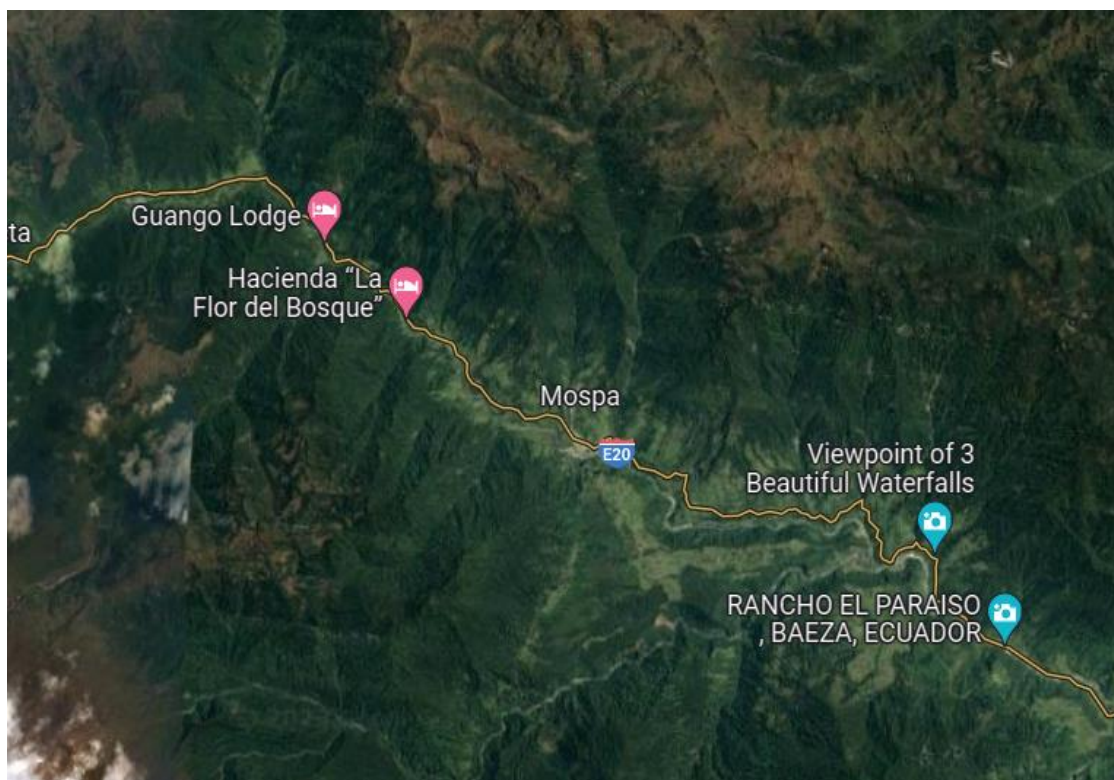 ta
Guango Lodge
Hacienda “La
Flor del Bosque”
Mospa
E20
Viewpoint of 3
Beautiful Waterfalls
RANCHO EL PARAISO
, BAEZA, ECUADOR